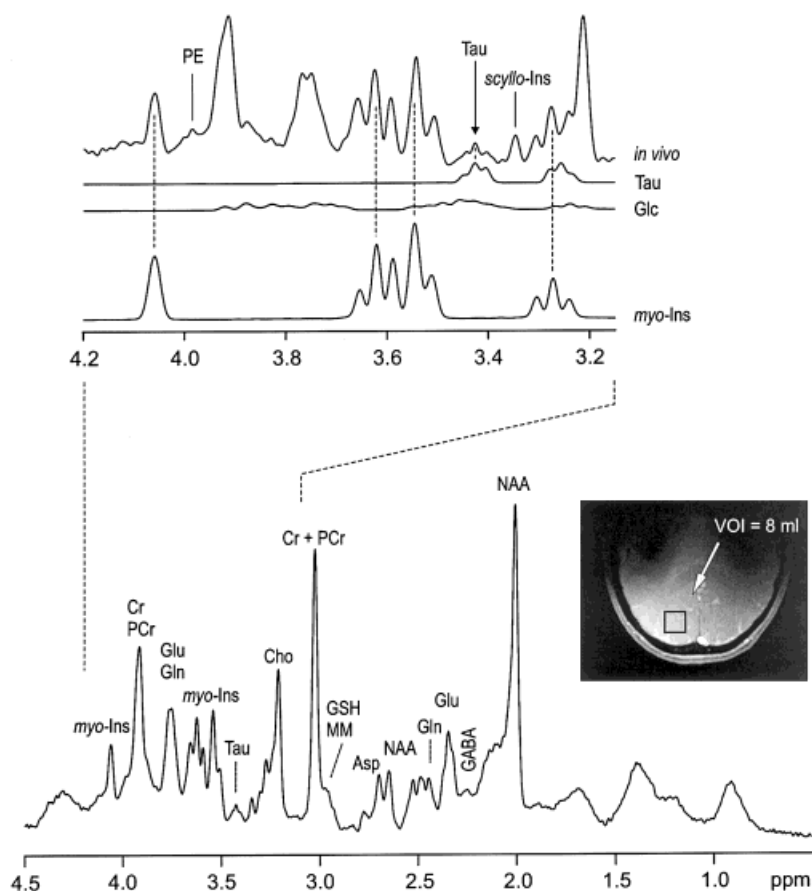 PE
Tau
scyllo-Ins
in vivo
Tau
Glc
myo-Ins
4.2 4.0 3.8 3.6 3.4 3.2
NAA
VOI = 8 ml
Cr + PCr
Cr
PCr
Glu
Gln
Cho
myo-Ins
myo-Ins
Tau
GSH
MM
Glu
Gln
NAA
Asp
GABA
4.5 4.0 3.5 3.0 2.5 2.0 1.5 1.0 ppm